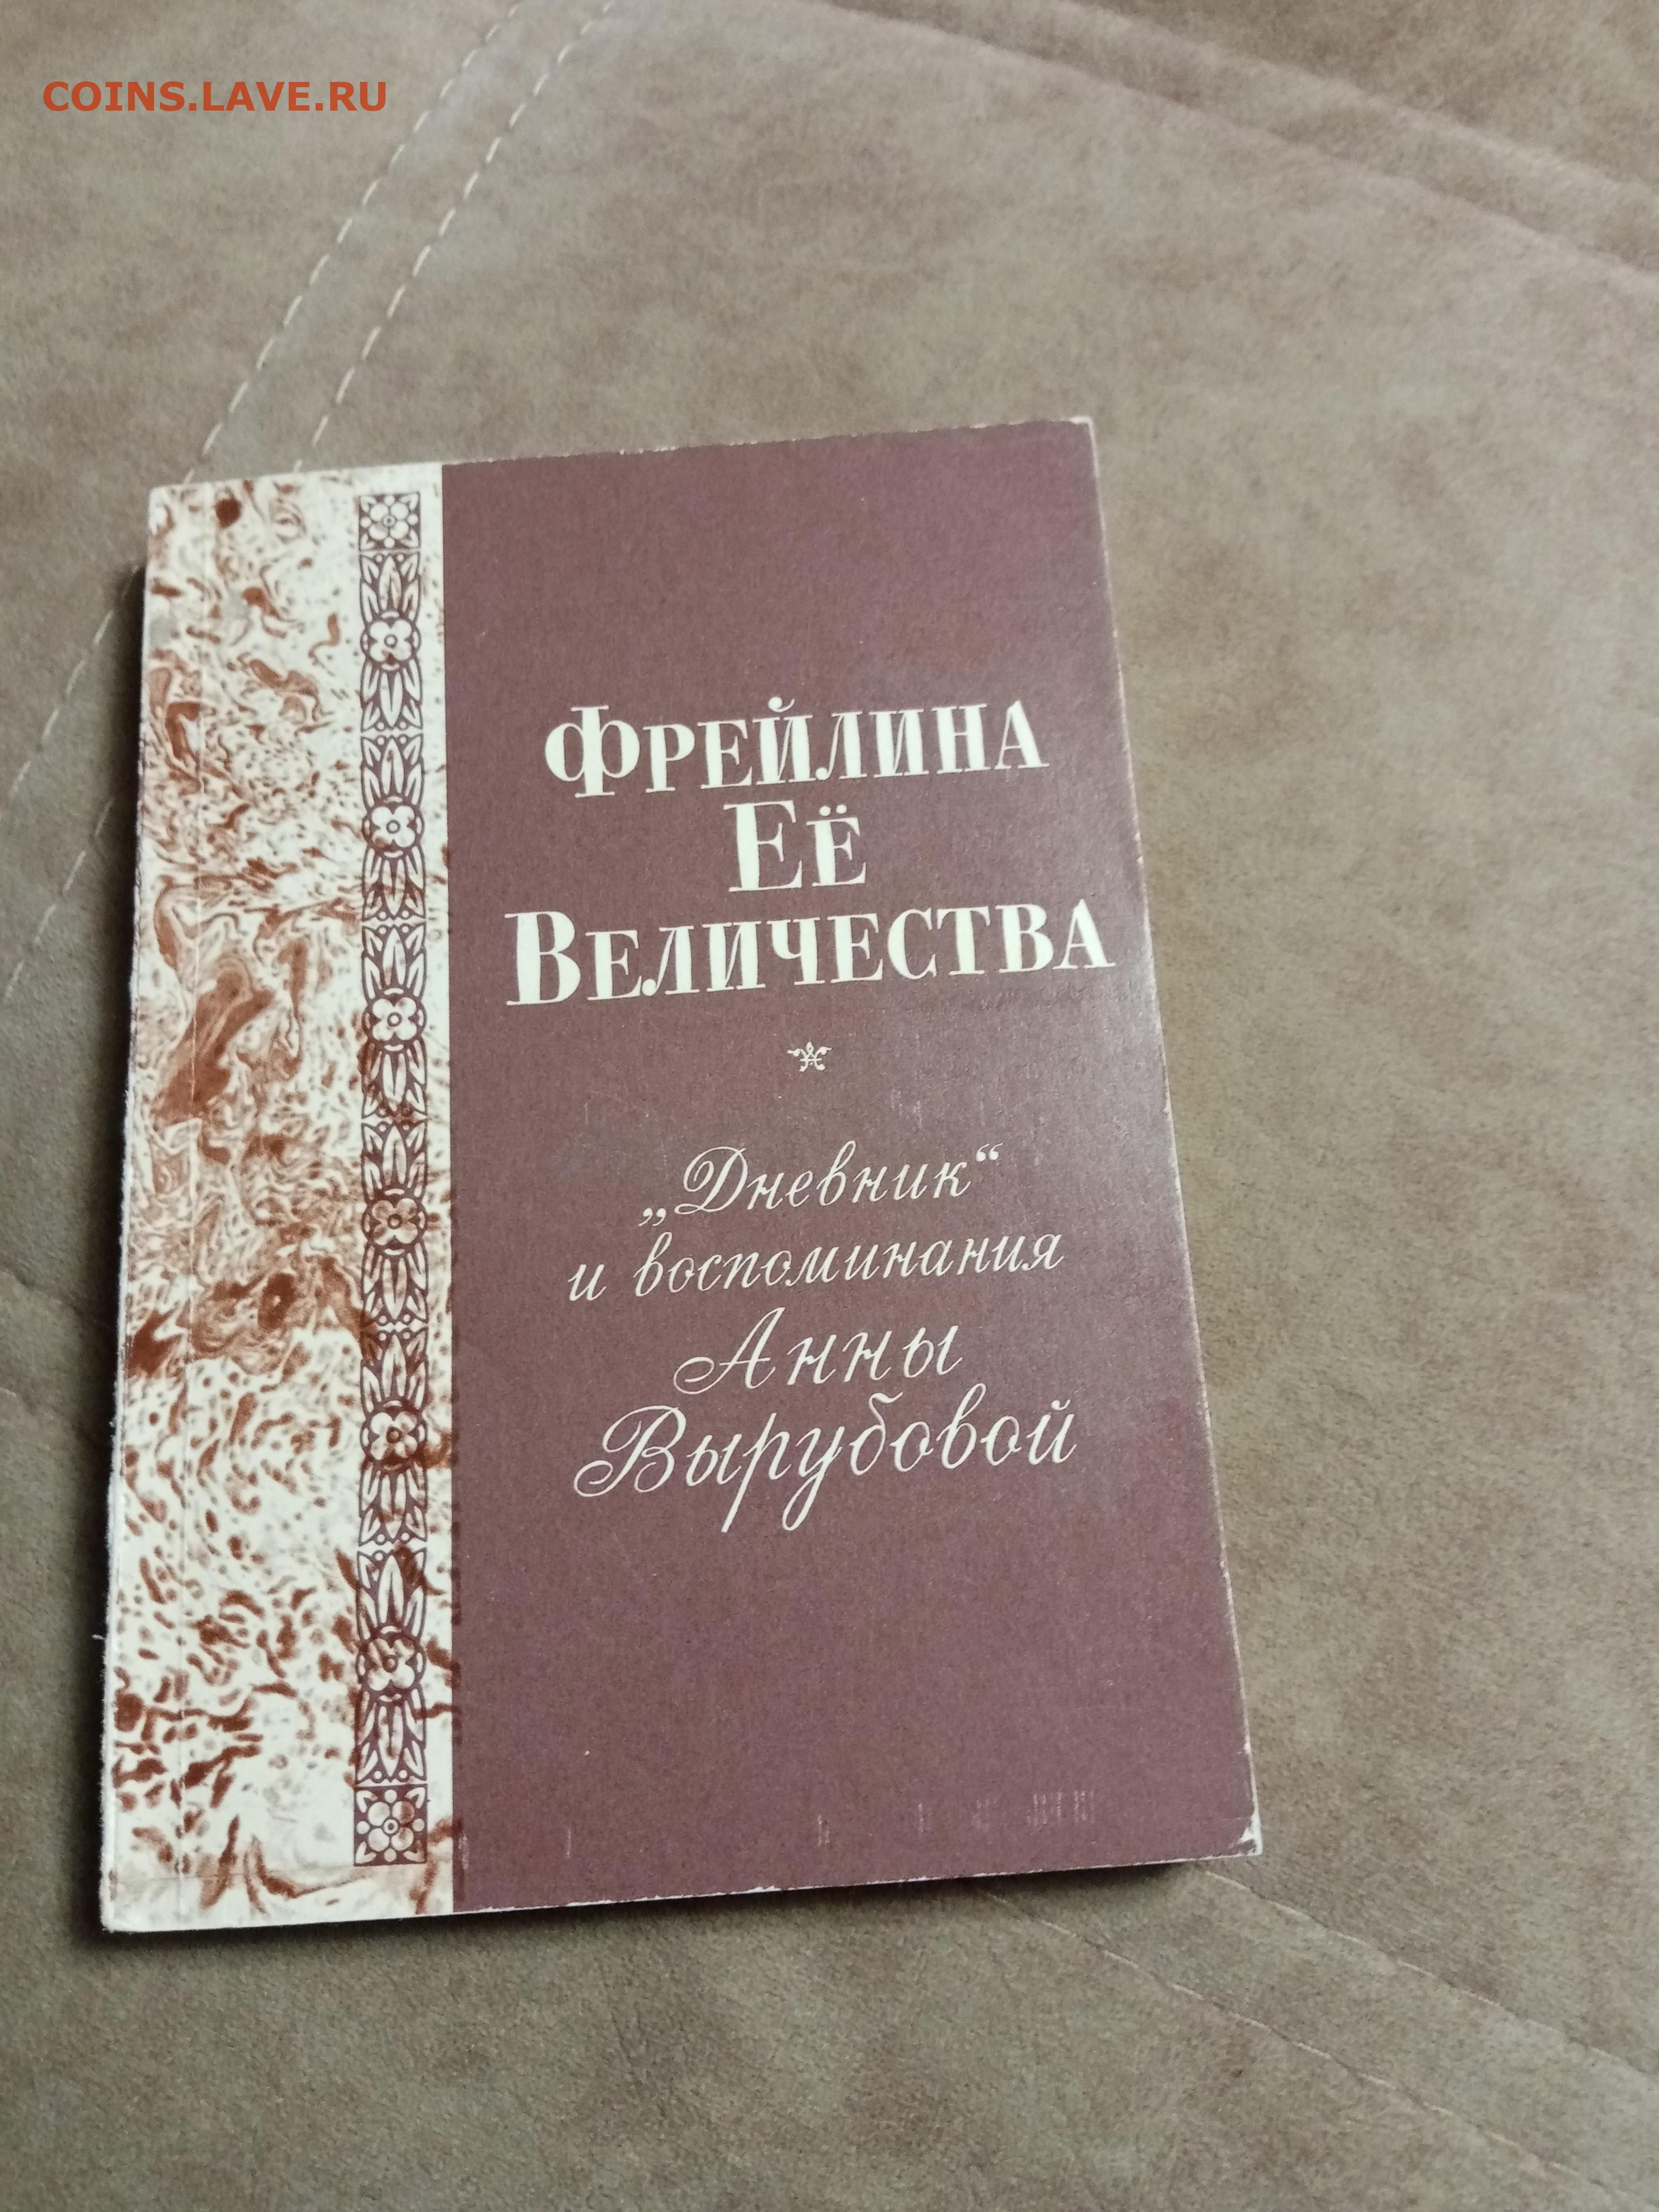 COINS.LAVE.RU
ФРЕЙЛИНА
ЕЁ
ВЕЛИЧЕСТВА
„Дневник“
и воспоминания
Анны
Вырубовой